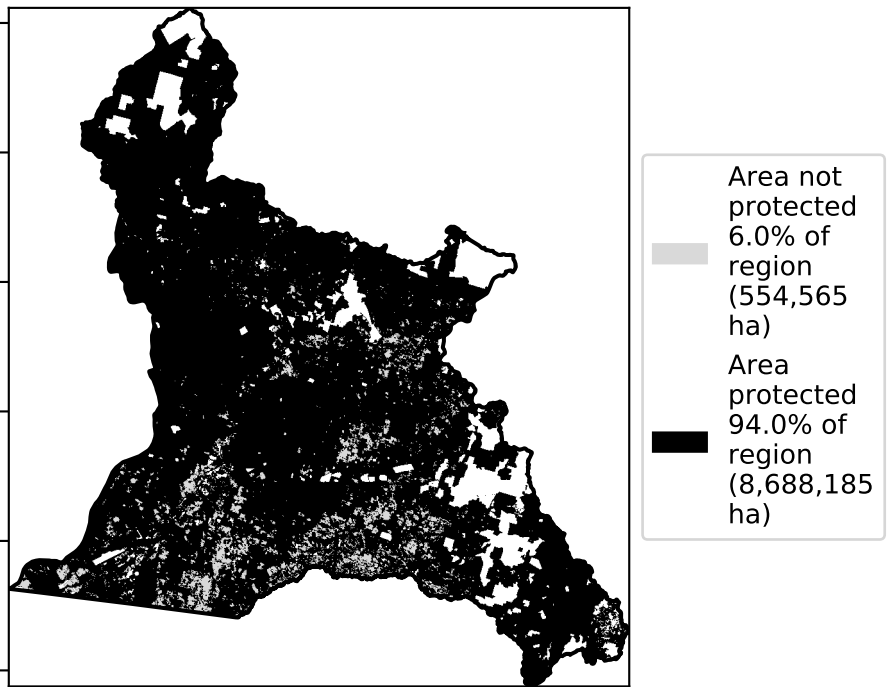 Area not
protected
6.0% of
region
(554,565
ha)
Area
protected
94.0% of
region
(8,688,185
ha)